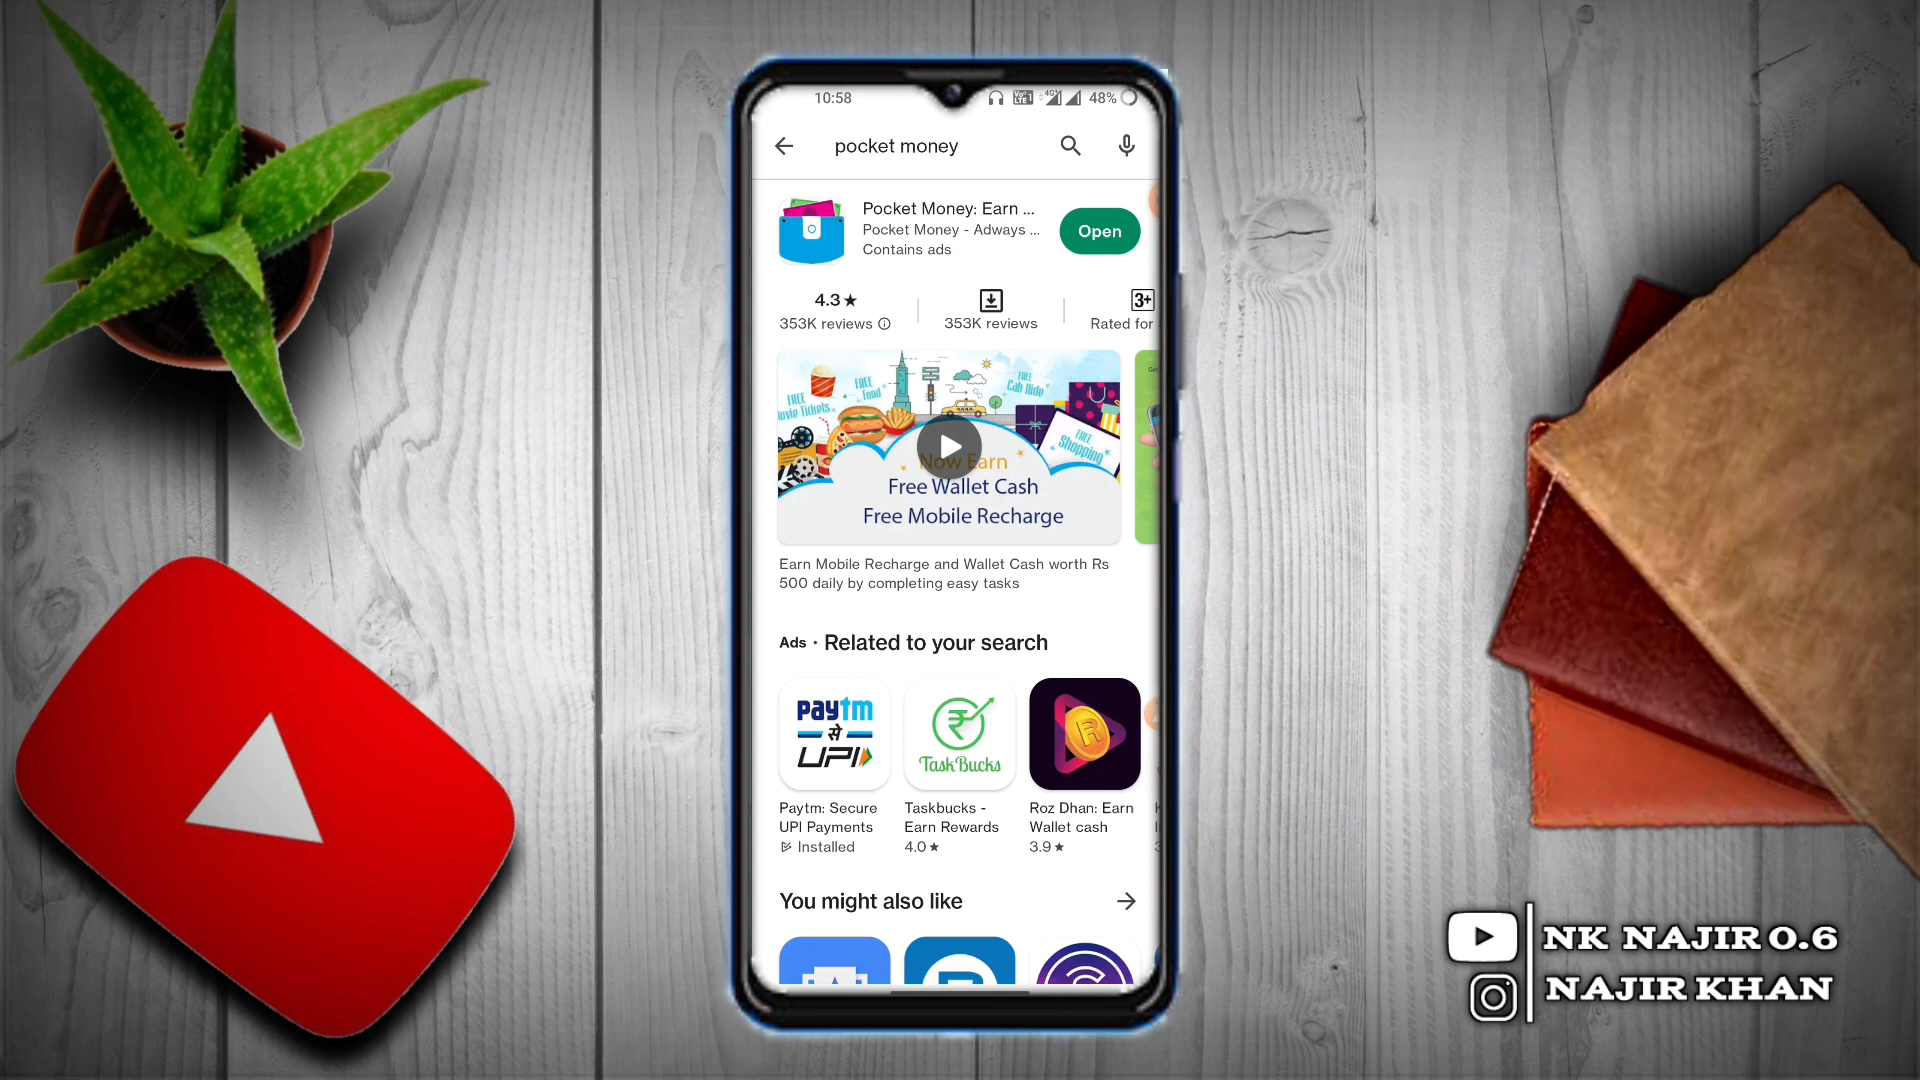 10:58
48%
pocket money
Pocket Money: Earn ...
Pocket Money - Adways ...
Contains ads
Open
4.3★
353K reviews
353K reviews
3+
Rated for
FREE
Food
FREE
Cab Ride
FREE
Movie Tickets
FREE
Shopping
Now Earn
Free Wallet Cash
Free Mobile Recharge
Earn Mobile Recharge and Wallet Cash worth Rs
500 daily by completing easy tasks
Ads · Related to your search
paytm
से
UPI
TaskBucks
R
Paytm: Secure
UPI Payments
Installed
Taskbucks -
Earn Rewards
4.0★
Roz Dhan: Earn
Wallet cash
3.9★
You might also like
NK NAJIR 0.6
NAJIR KHAN